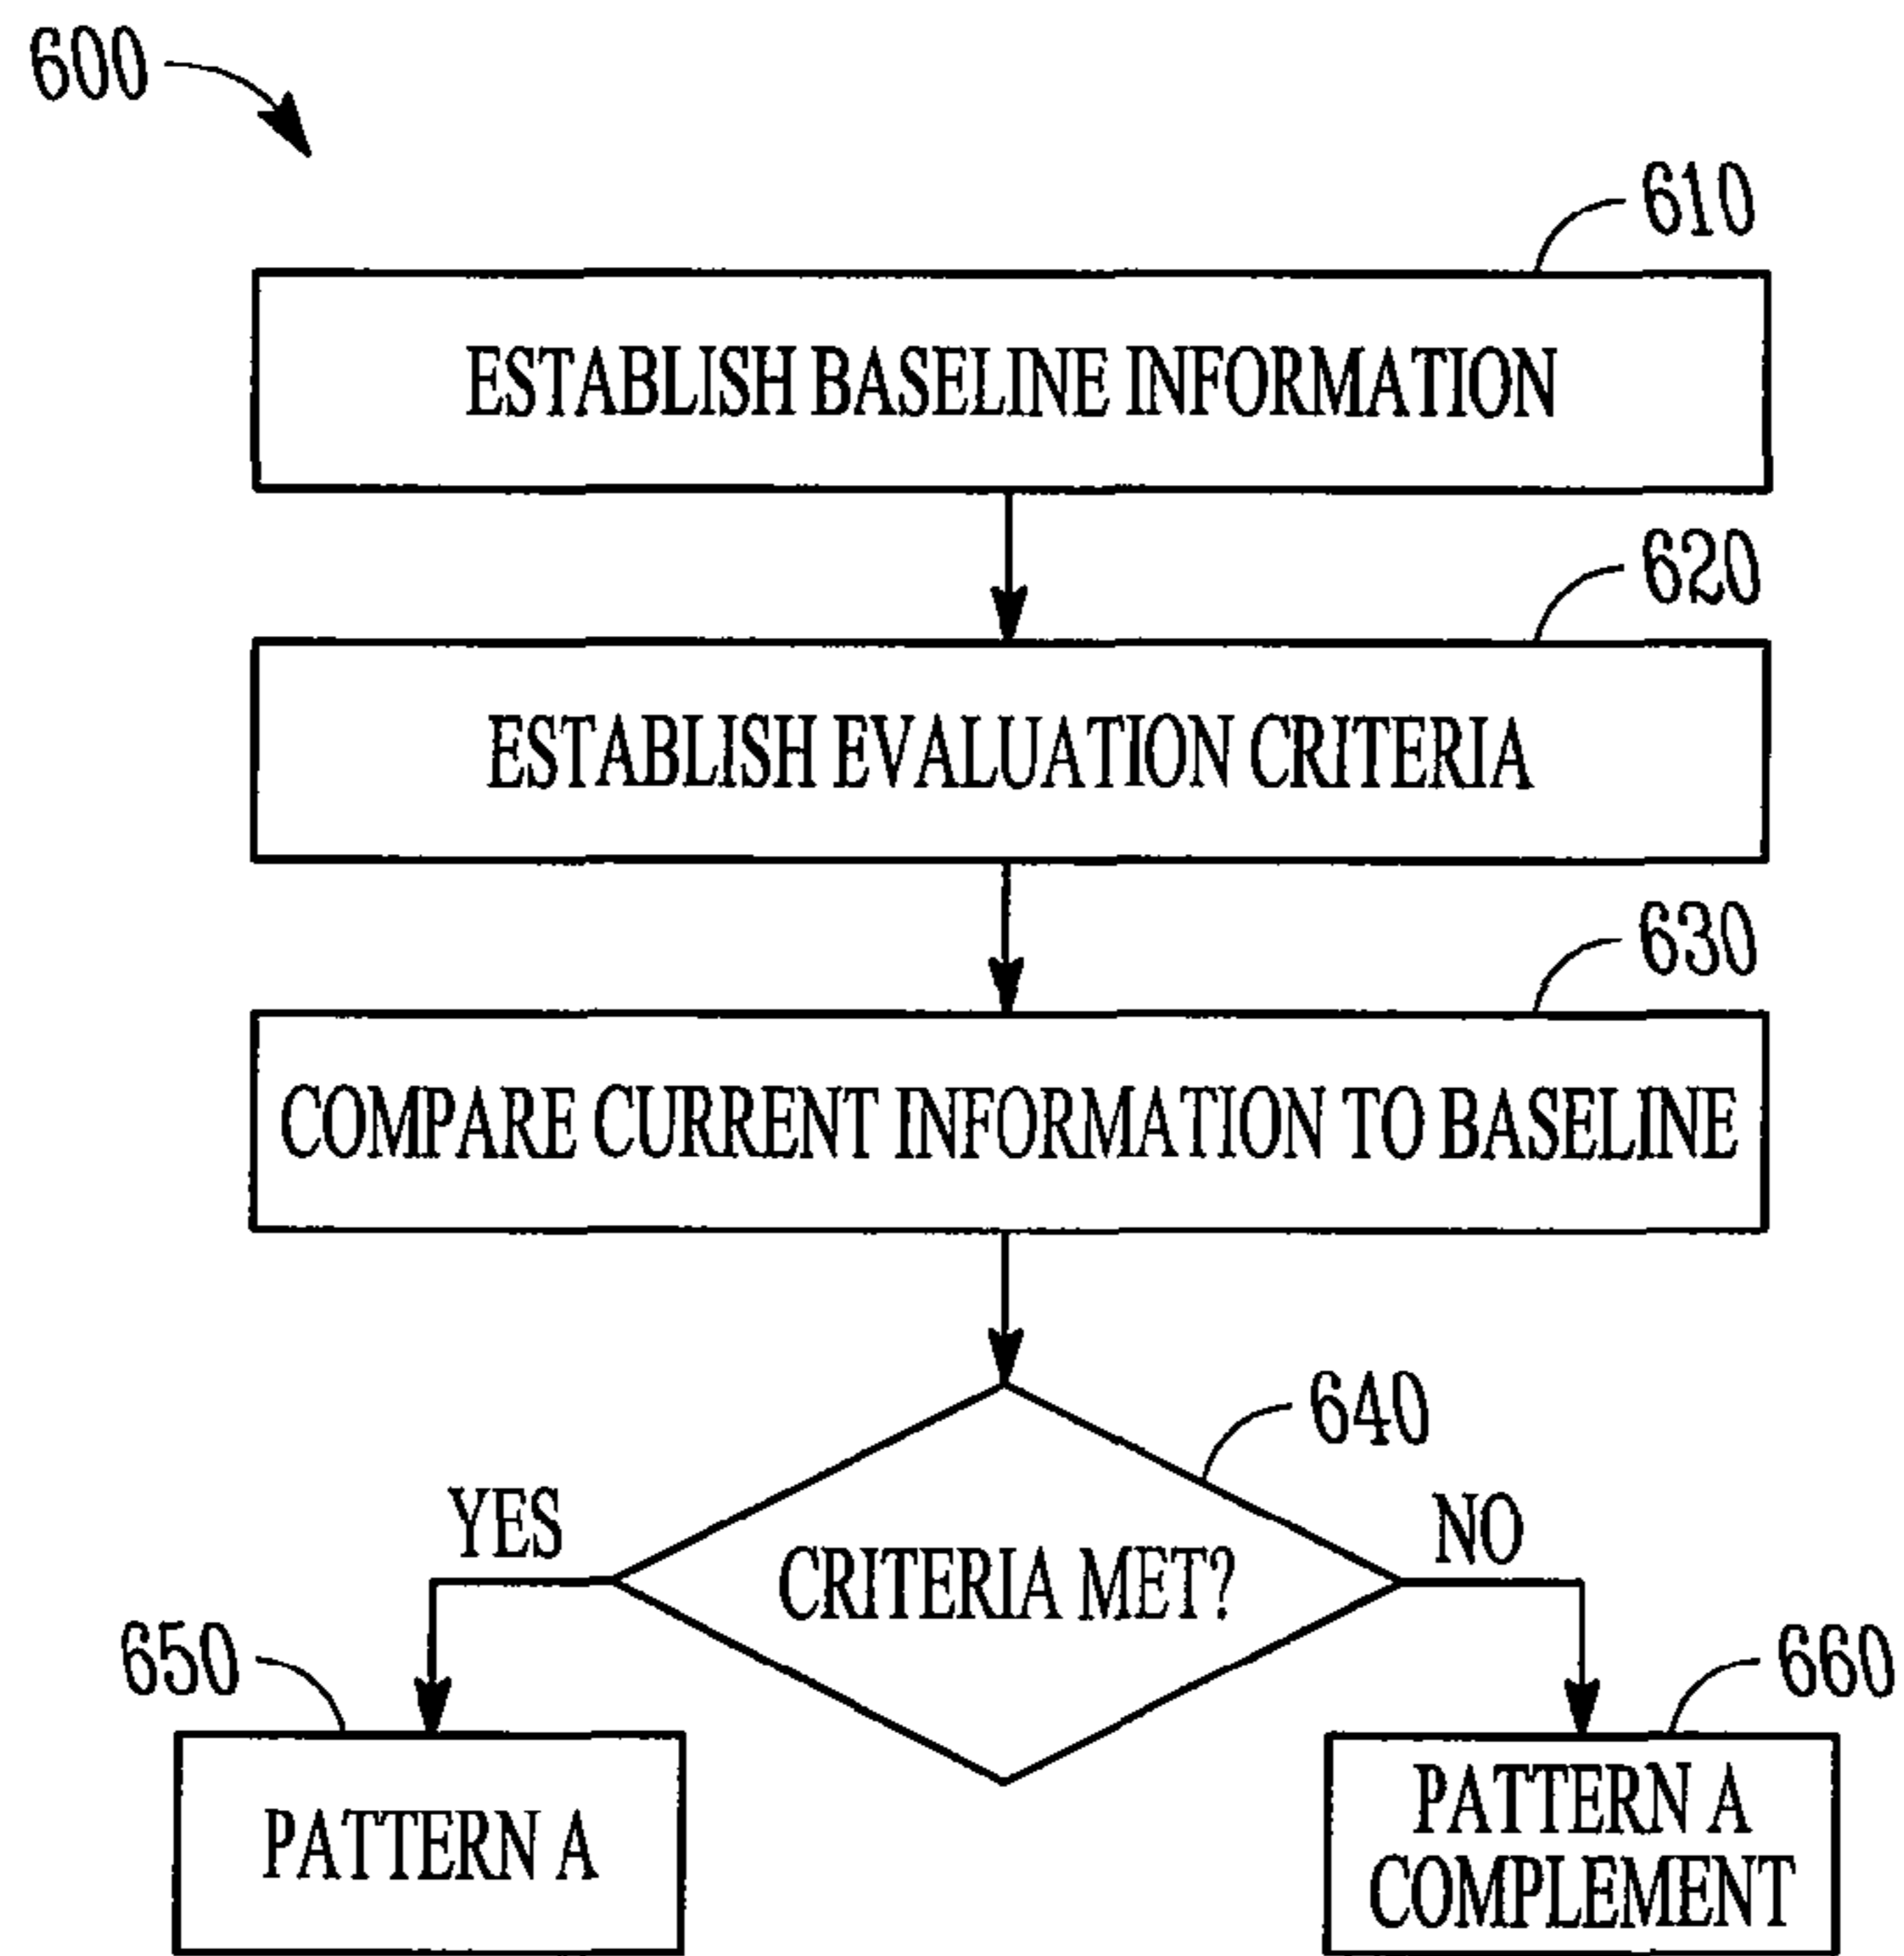 600
610
ESTABLISH BASELINE INFORMATION
620
ESTABLISH EVALUATION CRITERIA
630
COMPARE CURRENT INFORMATION TO BASELINE
640
YES
NO
CRITERIA MET?
650
660
PATTERN A
PATTERN A
COMPLEMENT